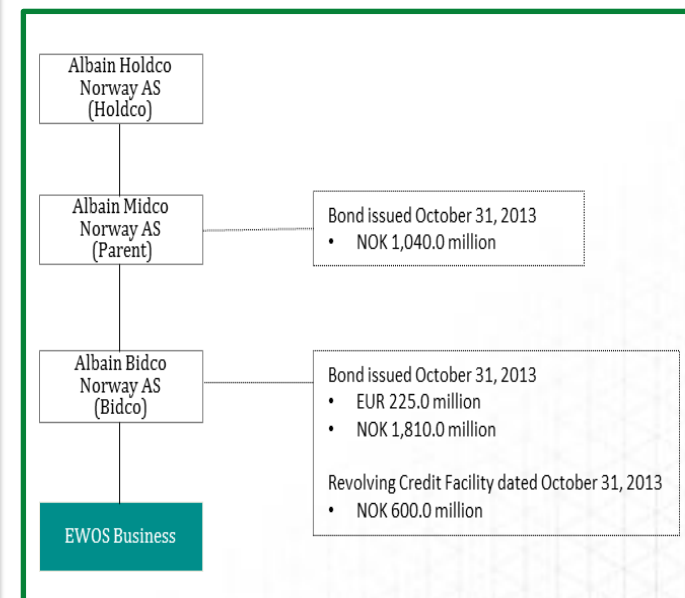 Albain Holdco
Norway AS
(Holdco)
Albain Midco
Norway AS
(Parent)
Bond issued October 31, 2013
• NOK 1,040.0 million
Albain Bidco
Norway AS
(Bidco)
Bond issued October 31, 2013
• EUR 225.0 million
• NOK 1,810.0 million
Revolving Credit Facility dated October 31, 2013
• NOK 600.0 million
EWOS Business